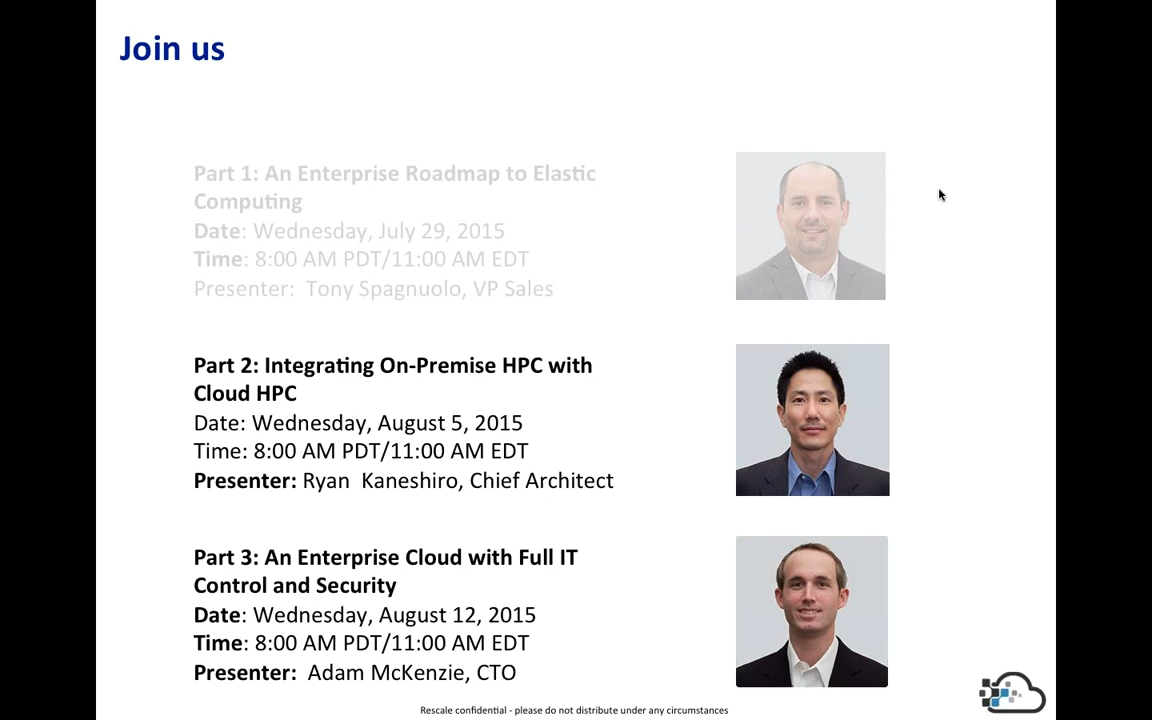 Join us
Part 1: An Enterprise Roadmap to Elastic
Computing
Date: Wednesday, July 29, 2015
Time: 8:00 AM PDT/11:00 AM EDT
Presenter:  Tony Spagnuolo, VP Sales
Part 2: Integrating On-Premise HPC with
Cloud HPC
Date: Wednesday, August 5, 2015
Time: 8:00 AM PDT/11:00 AM EDT
Presenter: Ryan  Kaneshiro, Chief Architect
Part 3: An Enterprise Cloud with Full IT
Control and Security
Date: Wednesday, August 12, 2015
Time: 8:00 AM PDT/11:00 AM EDT
Presenter:  Adam McKenzie, CTO
Rescale confidential - please do not distribute under any circumstances